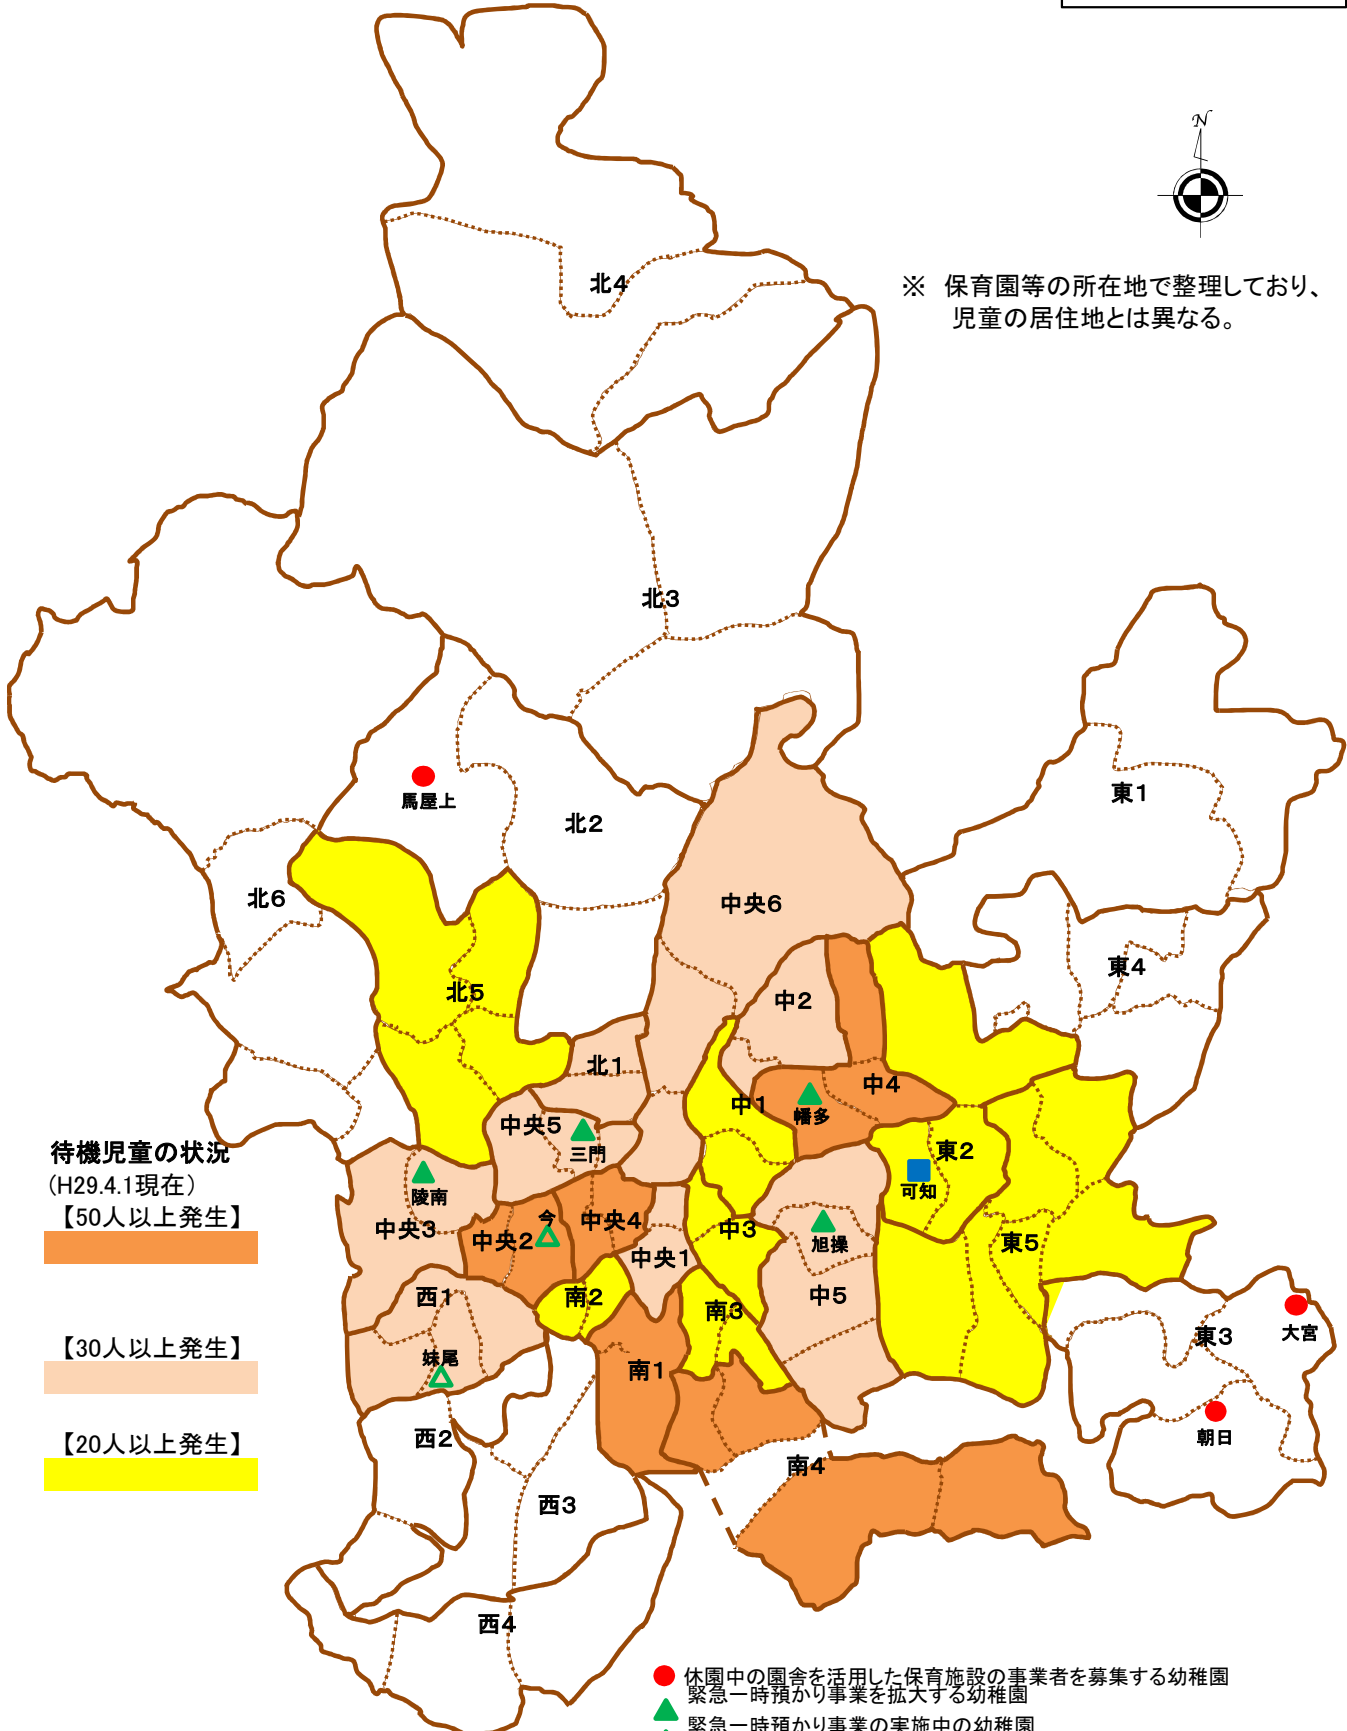 N
※ 保育園等の所在地で整理しており、
児童の居住地とは異なる。
北4
北3
東1
馬屋上
北2
北6
中央6
東4
北5
中2
北1
中4
中1
幡多
中央5
三門
東2
可知
待機児童の状況
(H29.4.1現在)
【50人以上発生】
陵南
中央3
今
中央2
中央4
中3
旭操
東5
中央1
西1
南2
南3
中5
東3
大宮
【30人以上発生】
妹尾
南1
【20人以上発生】
西2
南4
朝日
西3
西4
休園中の園舎を活用した保育施設の事業者を募集する幼稚園
緊急一時預かり事業を拡大する幼稚園
緊急一時預かり事業の実施中の幼稚園